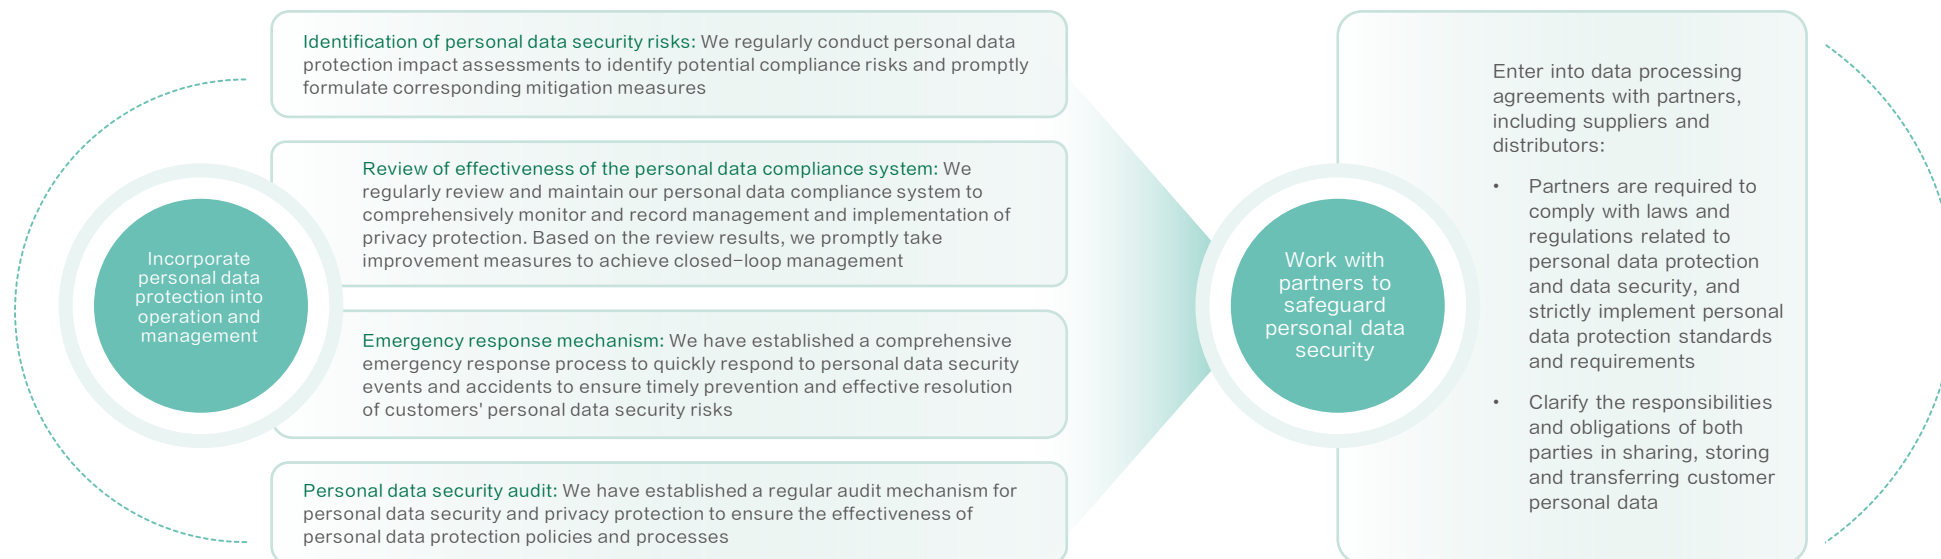 Incorporate
personal data
protection into
operation and
management
Identification of personal data security risks: We regularly conduct personal data
protection impact assessments to identify potential compliance risks and promptly
formulate corresponding mitigation measures
Review of effectiveness of the personal data compliance system: We
regularly review and maintain our personal data compliance system to
comprehensively monitor and record management and implementation of
privacy protection. Based on the review results, we promptly take
improvement measures to achieve closed-loop management
Emergency response mechanism: We have established a comprehensive
emergency response process to quickly respond to personal data security
events and accidents to ensure timely prevention and effective resolution
of customers' personal data security risks
Personal data security audit: We have established a regular audit mechanism for
personal data security and privacy protection to ensure the effectiveness of
personal data protection policies and processes
Work with
partners to
safeguard
personal data
security
Enter into data processing
agreements with partners,
including suppliers and
distributors:
• Partners are required to
comply with laws and
regulations related to
personal data protection
and data security, and
strictly implement personal
data protection standards
and requirements
• Clarify the responsibilities
and obligations of both
parties in sharing, storing
and transferring customer
personal data